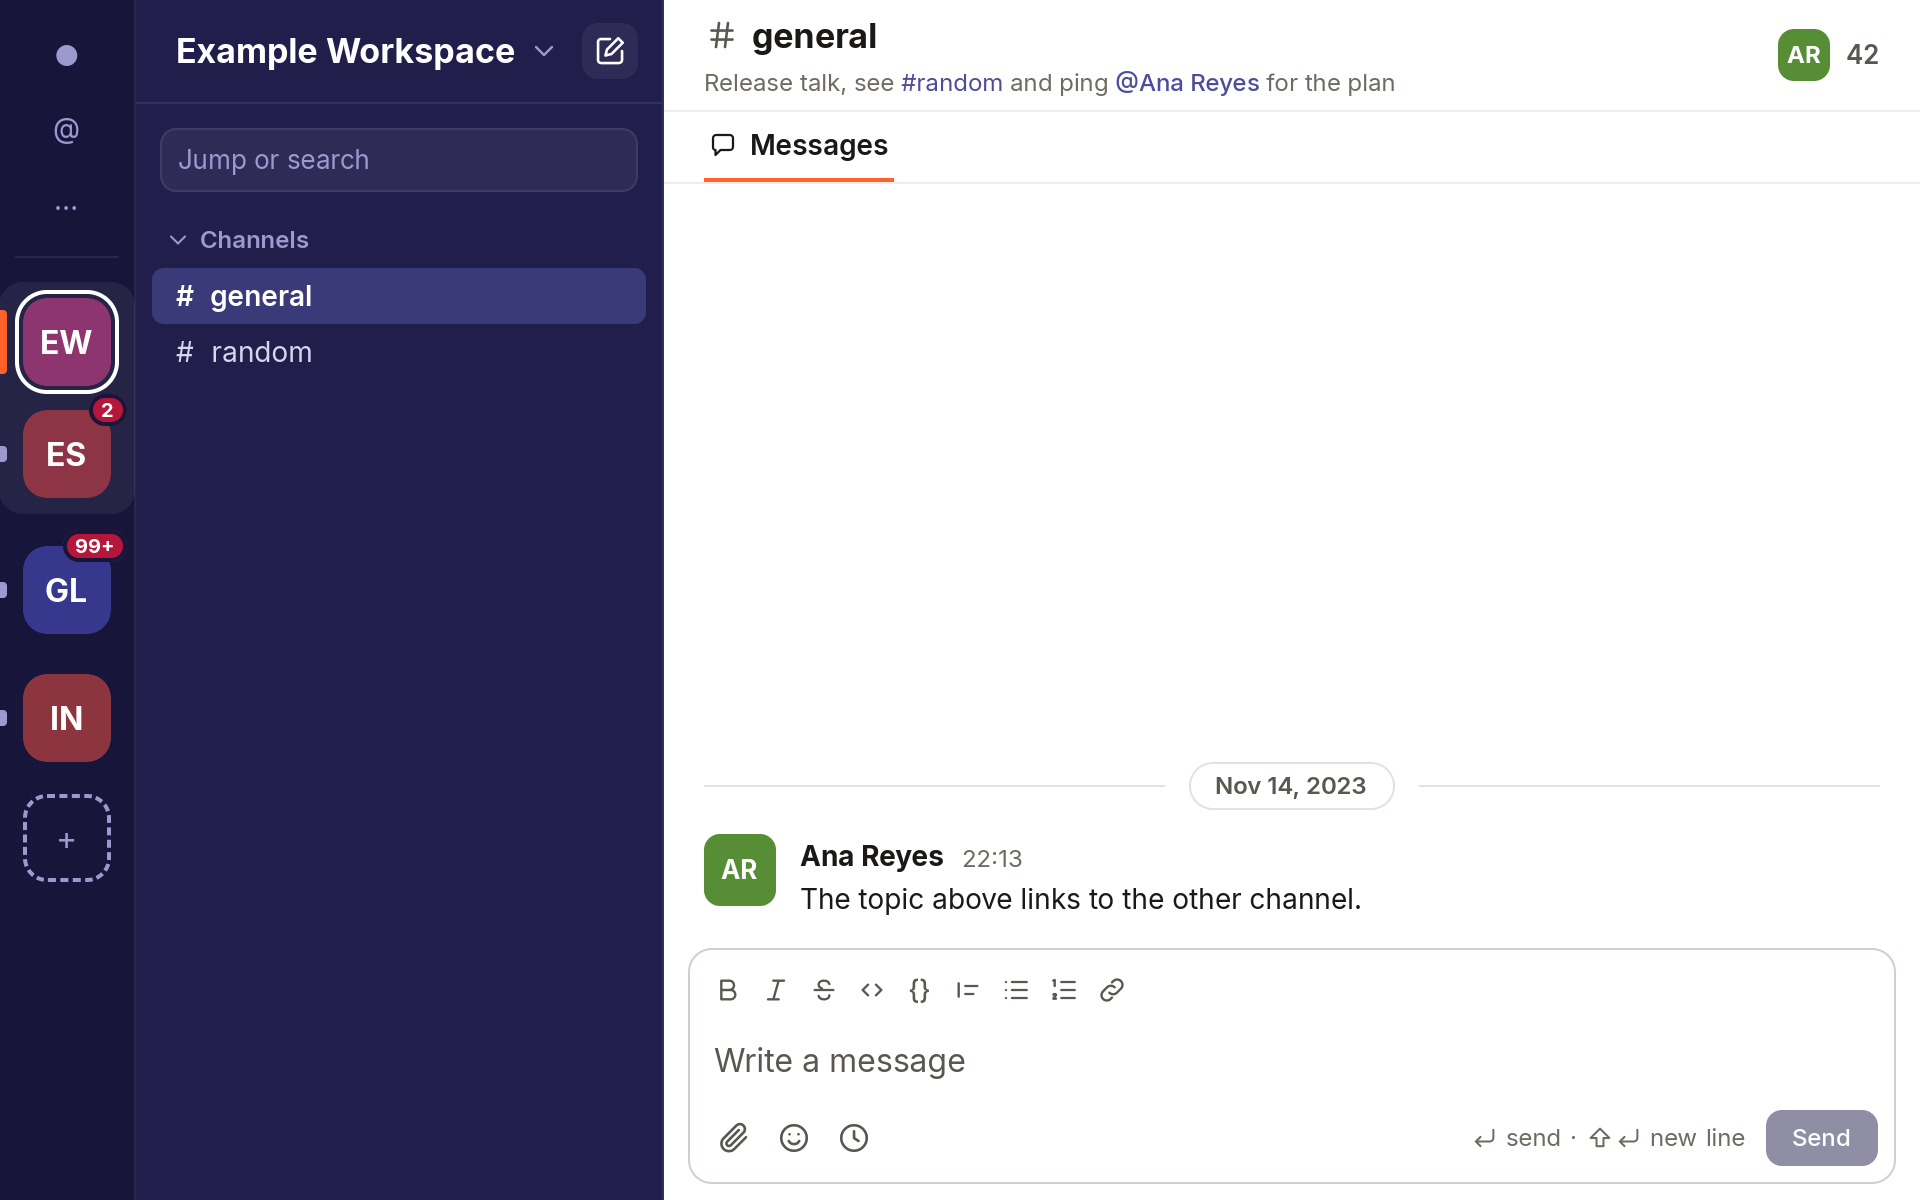 @
...
EW
2
ES
99+
GL
IN
+
Example Workspace
Jump or search
Channels
# general
# random
# general
Release talk, see #random and ping @Ana Reyes for the plan
AR 42
Messages
Nov 14, 2023
AR
Ana Reyes 22:13
The topic above links to the other channel.
Write a message
send · new line
Send